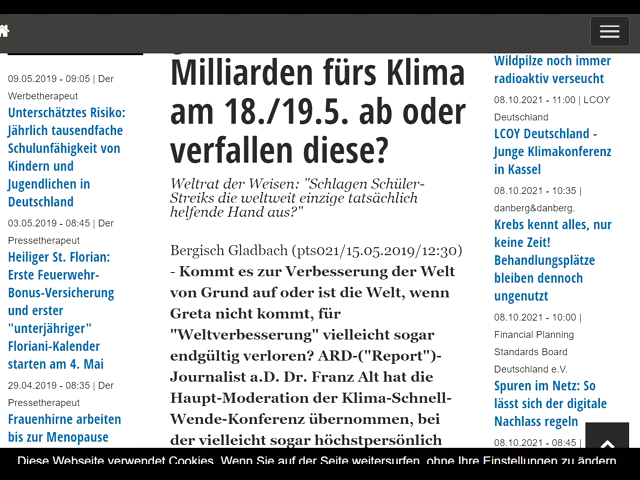 09.05.2019 - 09:05 | Der
Werbetherapeut
Unterschätztes Risiko:
Jährlich tausendfache
Schulunfähigkeit von
Kindern und
Jugendlichen in
Deutschland
03.05.2019 - 08:45 | Der
Pressetherapeut
Heiliger St. Florian:
Erste Feuerwehr-
Bonus-Versicherung
und erster
"unterjähriger"
Floriani-Kalender
starten am 4. Mai
29.04.2019 - 08:35 | Der
Pressetherapeut
Frauenhirne arbeiten
bis zur Menopause
Milliarden fürs Klima
am 18./19.5. ab oder
verfallen diese?
Weltrat der Weisen: "Schlagen Schüler-
Streiks die weltweit einzige tatsächlich
helfende Hand aus?"
Bergisch Gladbach (pts021/15.05.2019/12:30)
- Kommt es zur Verbesserung der Welt
von Grund auf oder ist die Welt, wenn
Greta nicht kommt, für
"Weltverbesserung" vielleicht sogar
endgültig verloren? ARD-("Report")-
Journalist a.D. Dr. Franz Alt hat die
Haupt-Moderation der Klima-Schnell-
Wende-Konferenz übernommen, bei
der vielleicht sogar höchstpersönlich
Wildpilze noch immer
radioaktiv verseucht
08.10.2021 - 11:00 | LCOY
Deutschland
LCOY Deutschland -
Junge Klimakonferenz
in Kassel
08.10.2021 - 10:35 |
danberg&danberg.
Krebs kennt alles, nur
keine Zeit!
Behandlungsplätze
bleiben dennoch
ungenutzt
08.10.2021 - 10:00 |
Financial Planning
Standards Board
Deutschland e.V.
Spuren im Netz: So
lässt sich der digitale
Nachlass regeln
08.10.2021 - 08:45 |
Diese Webseite verwendet Cookies. Wenn Sie auf der Seite weitersurfen, ohne Ihre Einstellungen zu ändern,